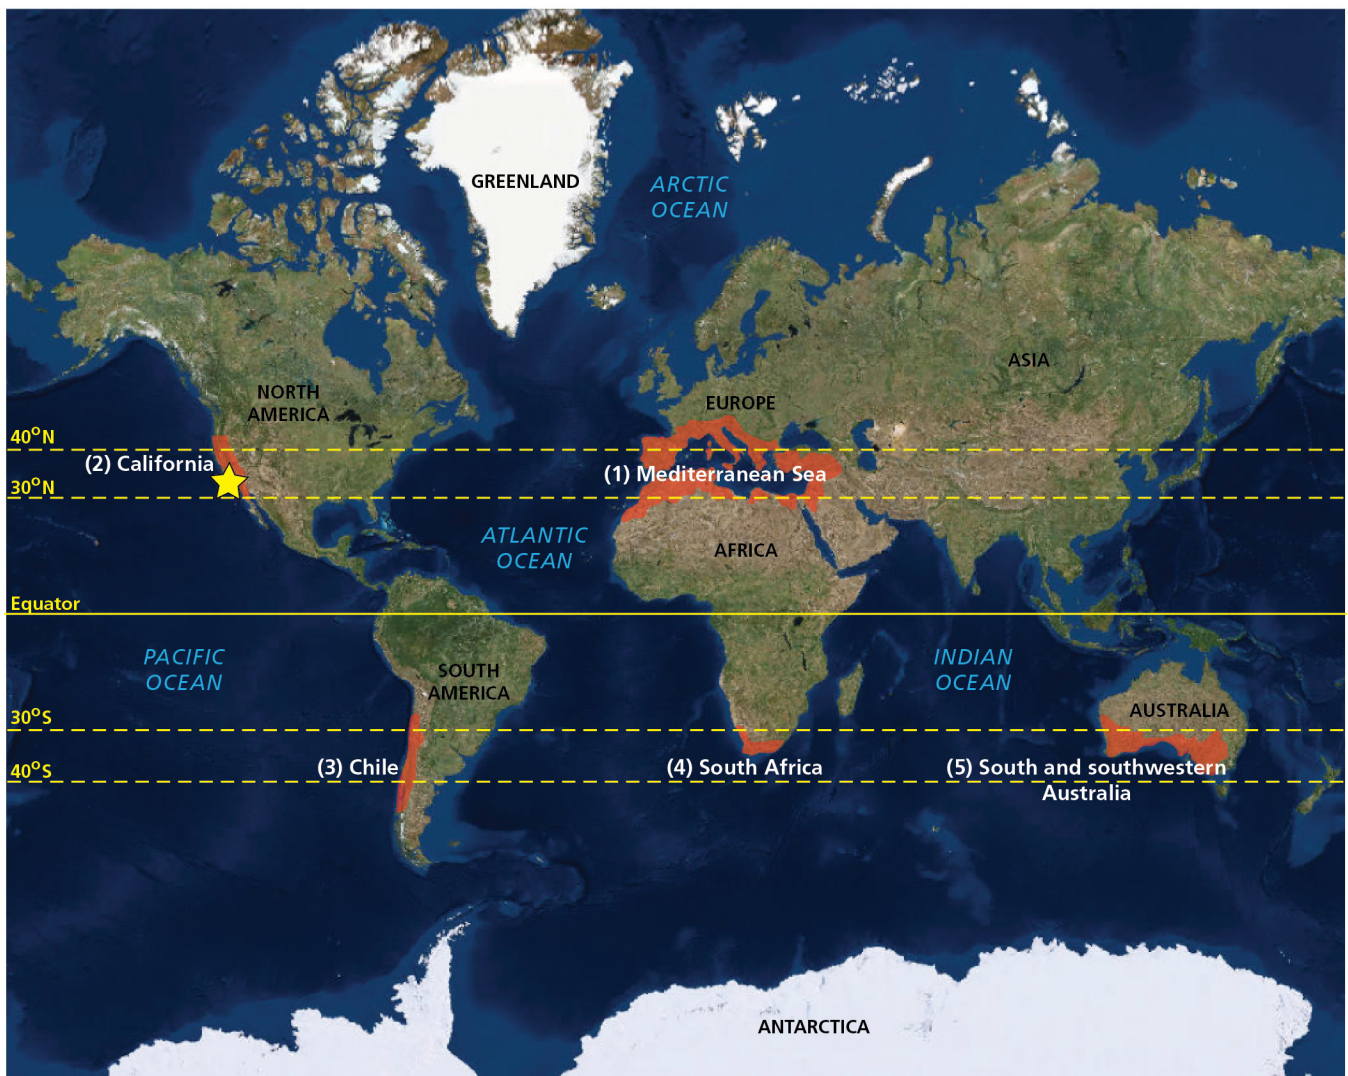 GREENLAND
ARCTIC
OCEAN
ASIA
NORTH
AMERICA
EUROPE
40°N
(2) California
(1) Mediterranean Sea
30°N
ATLANTIC
OCEAN
AFRICA
Equator
PACIFIC
OCEAN
SOUTH
AMERICA
INDIAN
OCEAN
30°S
AUSTRALIA
(3) Chile
(4) South Africa
(5) South and southwestern
Australia
40°S
ANTARCTICA